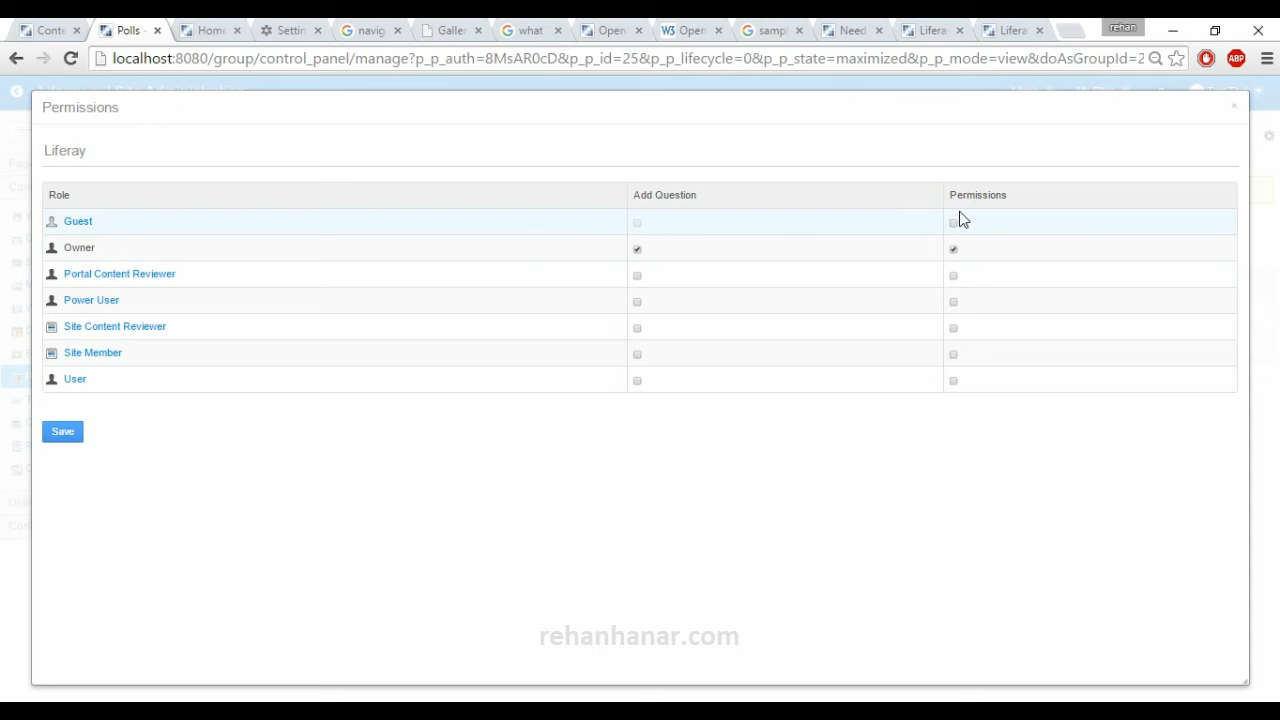 Conte
Polls -
Home
Settin
navig
Galler
what
Open
Open
sampl
Need
Lifera
Lifera
rehan
localhost:8080/group/control_panel/manage?p_p_auth=8MsAR0rD&p_p_id=25&p_p_lifecycle=0&p_p_state=maximized&p_p_mode=view&doAsGroupId=2
ABP
Permissions
×
Liferay
Role Add Question Permissions
Guest
Owner
Portal Content Reviewer
Power User
Site Content Reviewer
Site Member
User
Save
rehanhanar.com